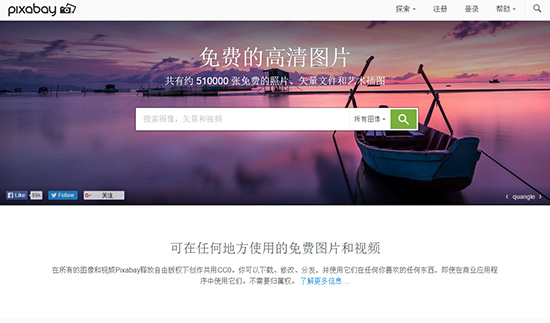 pixabay
探索 注册 登录 帮助
免费的高清图片
共有约 510000 张免费的照片、矢量文件和艺术插图
搜索图像，矢量和视频 所有图像
Like 89k Follow G+ 关注
‹ quangle ›
可在任何地方使用的免费图片和视频
在所有的图像和视频Pixabay释放自由版权下创作共用CC0。你可以下载、修改、分发，并使用它们在任何你喜欢的任何东西，即使在商业应用程
序中使用它们。不需要归属权。 了解更多信息...